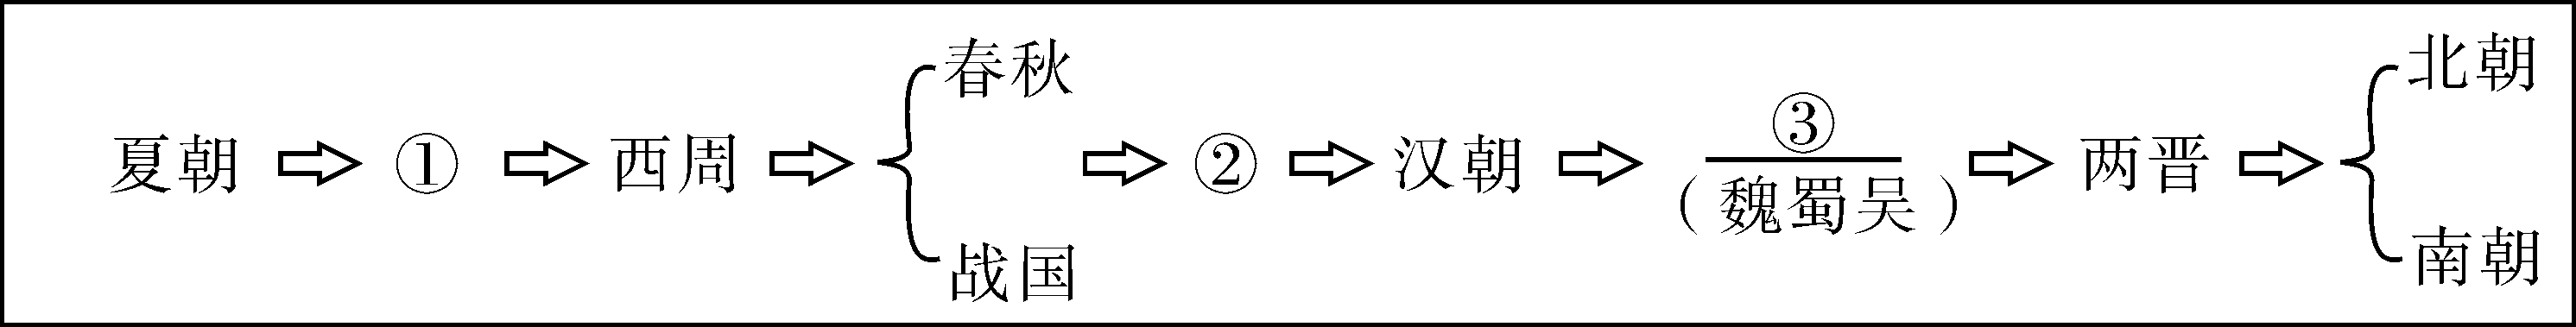 夏朝 ⇨ ① ⇨ 西周 ⇨ { 春秋 战国 ⇨ ② ⇨ 汉朝 ⇨ ③ (魏蜀吴) ⇨ 两晋 ⇨ { 北朝 南朝